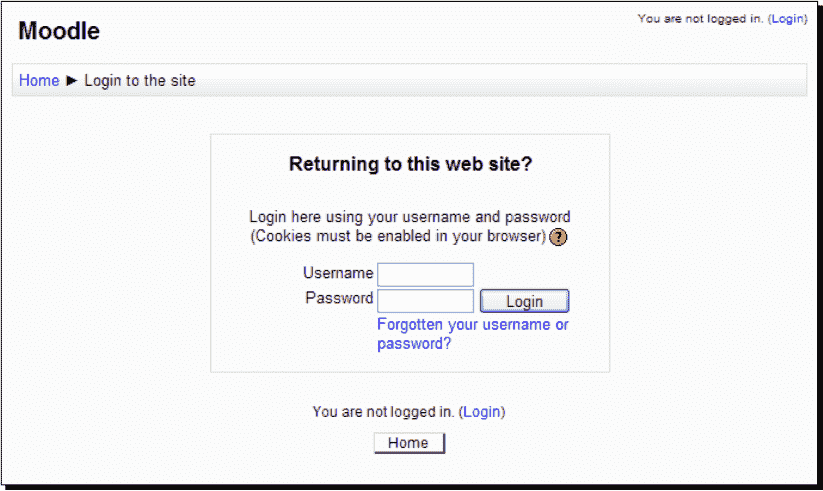 You are not logged in. (Login)
Moodle
Home ► Login to the site
Returning to this web site?
Login here using your username and password
(Cookies must be enabled in your browser) ?
Username
Password Login
Forgotten your username or
password?
You are not logged in. (Login)
Home